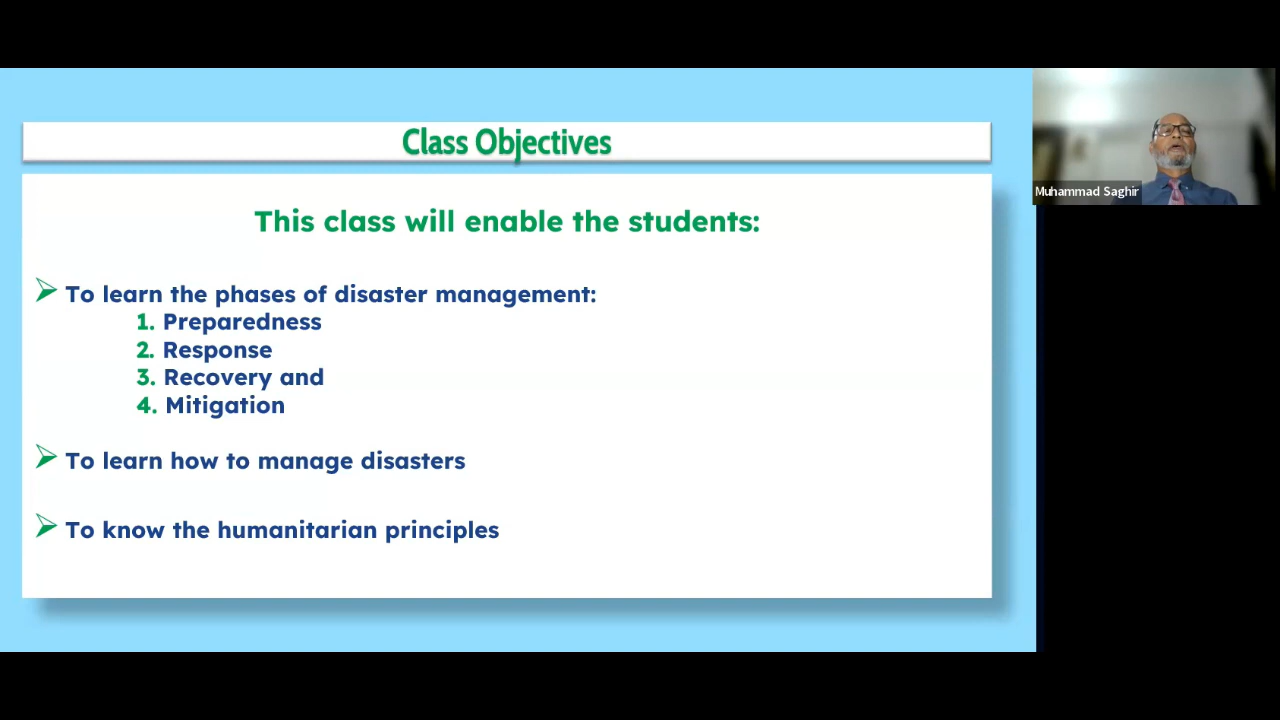 Class Objectives
This class will enable the students:
To learn the phases of disaster management:
1. Preparedness
2. Response
3. Recovery and
4. Mitigation
To learn how to manage disasters
To know the humanitarian principles
Muhammad Saghir